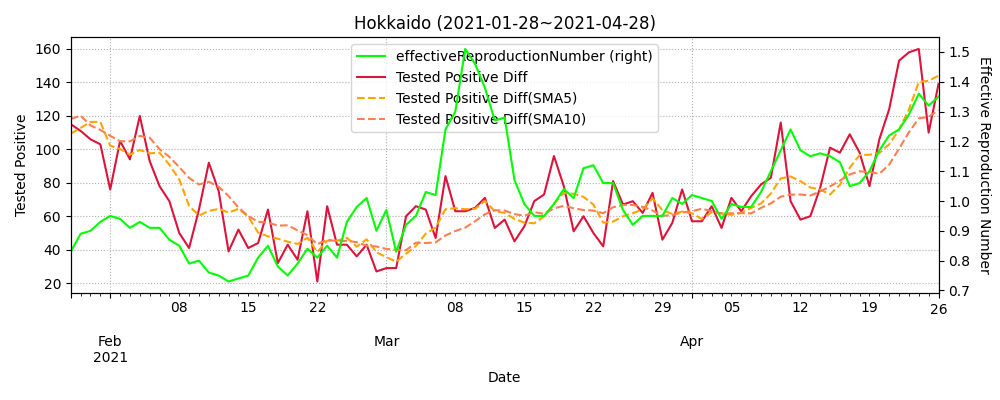 Hokkaido (2021-01-28~2021-04-28)
effectiveReproductionNumber (right)
Tested Positive Diff
Tested Positive Diff(SMA5)
Tested Positive Diff(SMA10)
Tested Positive
160
140
120
100
80
60
40
20
1.5
1.4
1.3
1.2
1.1
1.0
0.9
0.8
0.7
Effective Reproduction Number
08 15 22 08 15 22 29 05 12 19 26
Feb Mar Apr
2021
Date